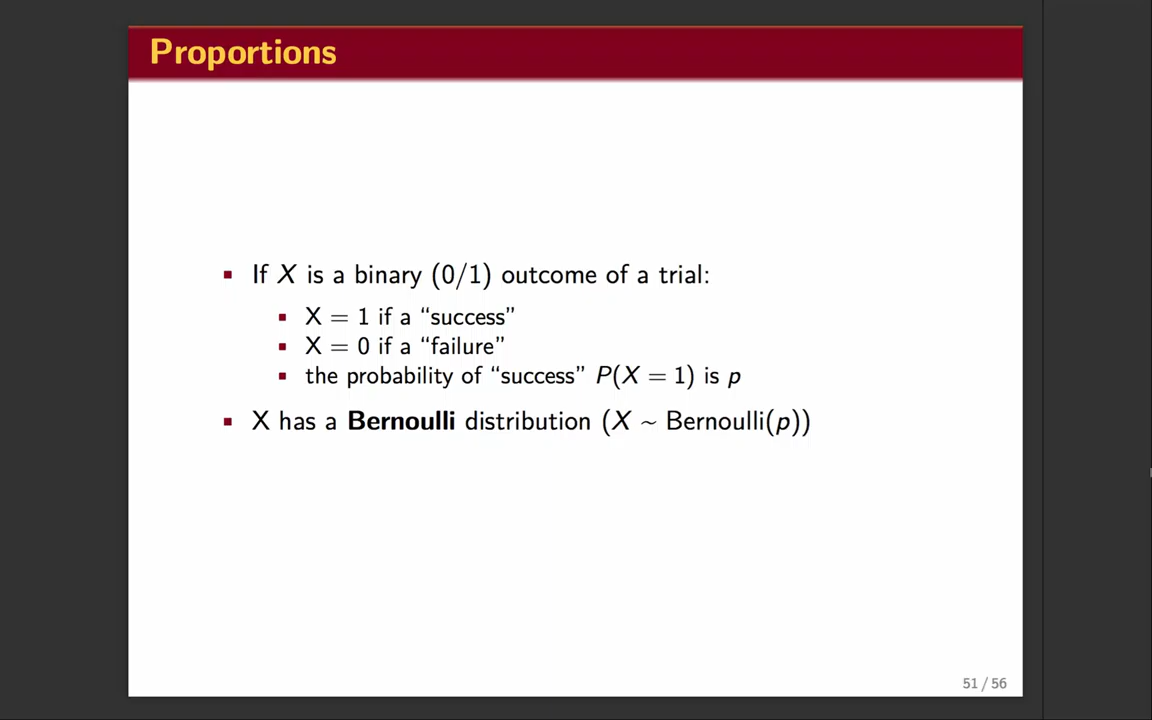 Proportions
▪ If X is a binary (0/1) outcome of a trial:
▪ X = 1 if a “success”
▪ X = 0 if a “failure”
▪ the probability of “success” P(X = 1) is p
▪ X has a Bernoulli distribution (X ∼ Bernoulli(p))
51 / 56